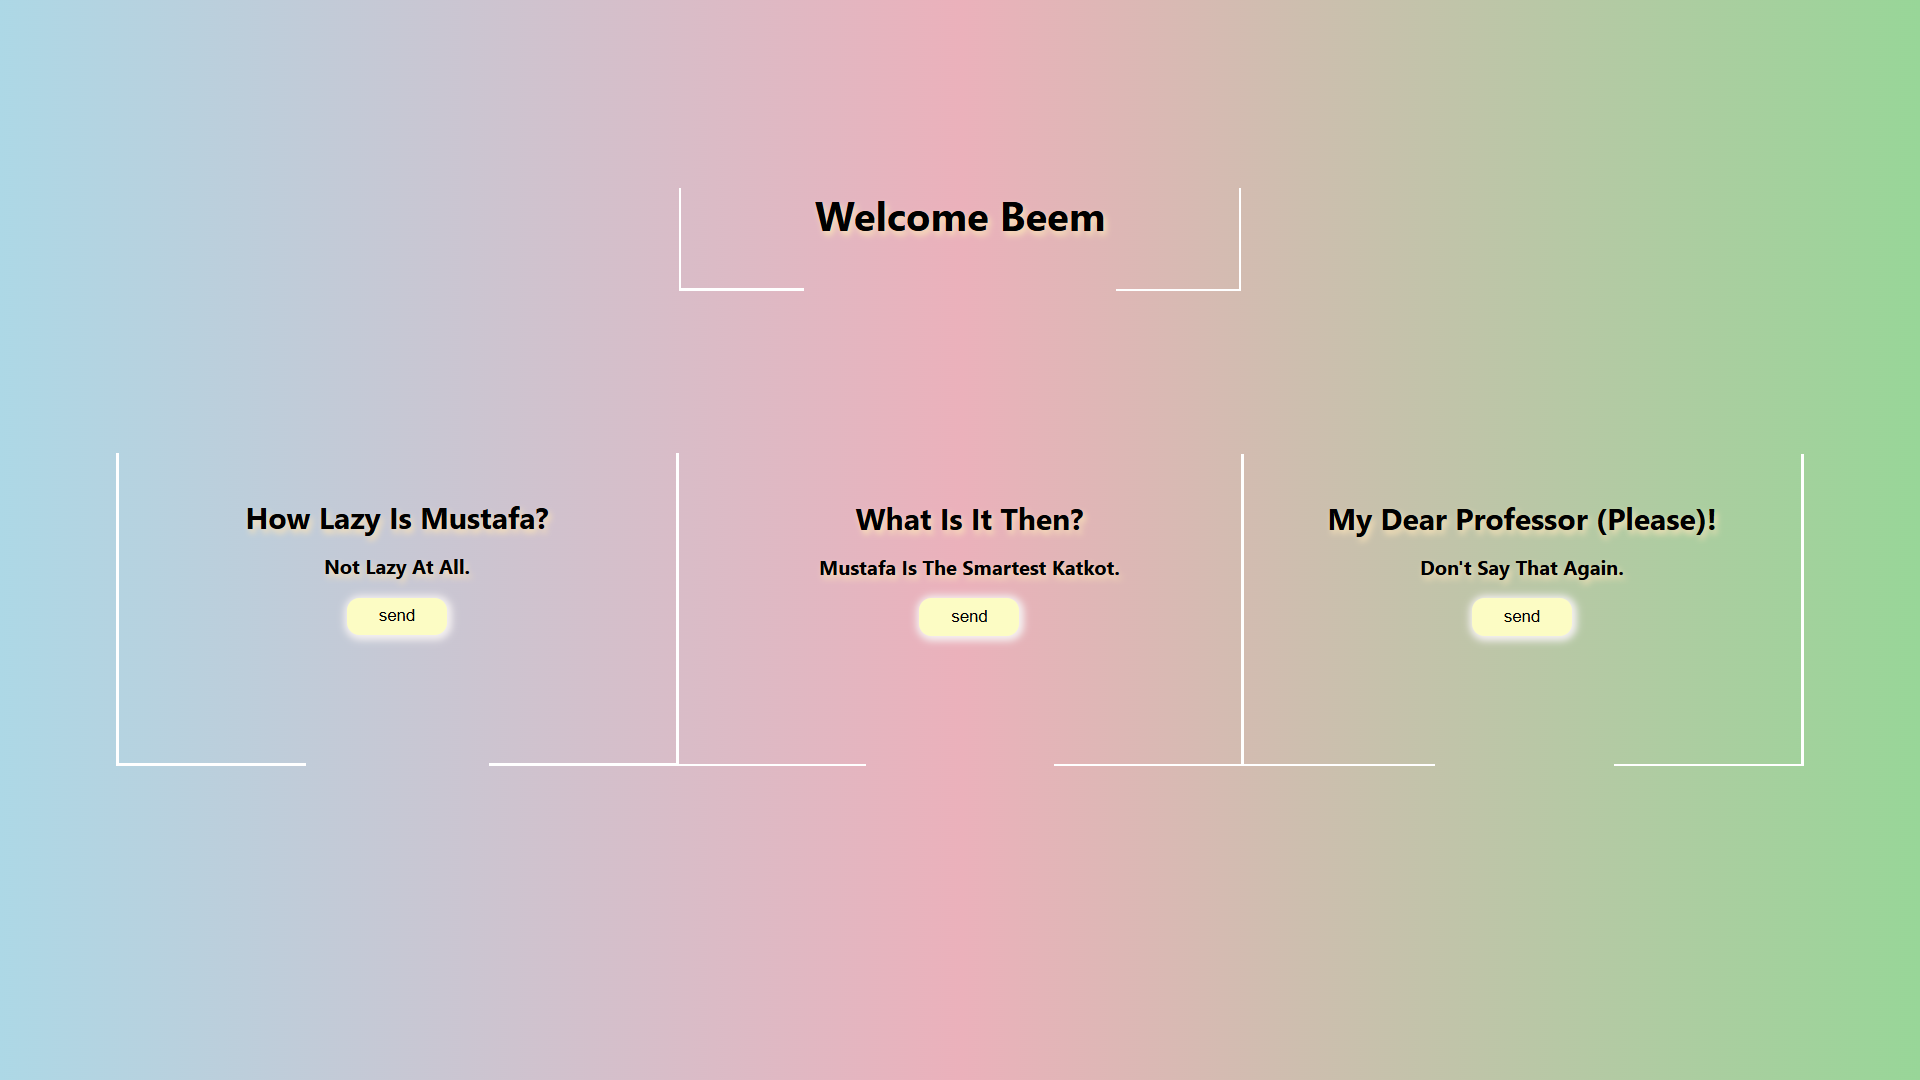 Welcome Beem
How Lazy Is Mustafa?
Not Lazy At All.
send
What Is It Then?
Mustafa Is The Smartest Katkot.
send
My Dear Professor (Please)!
Don't Say That Again.
send